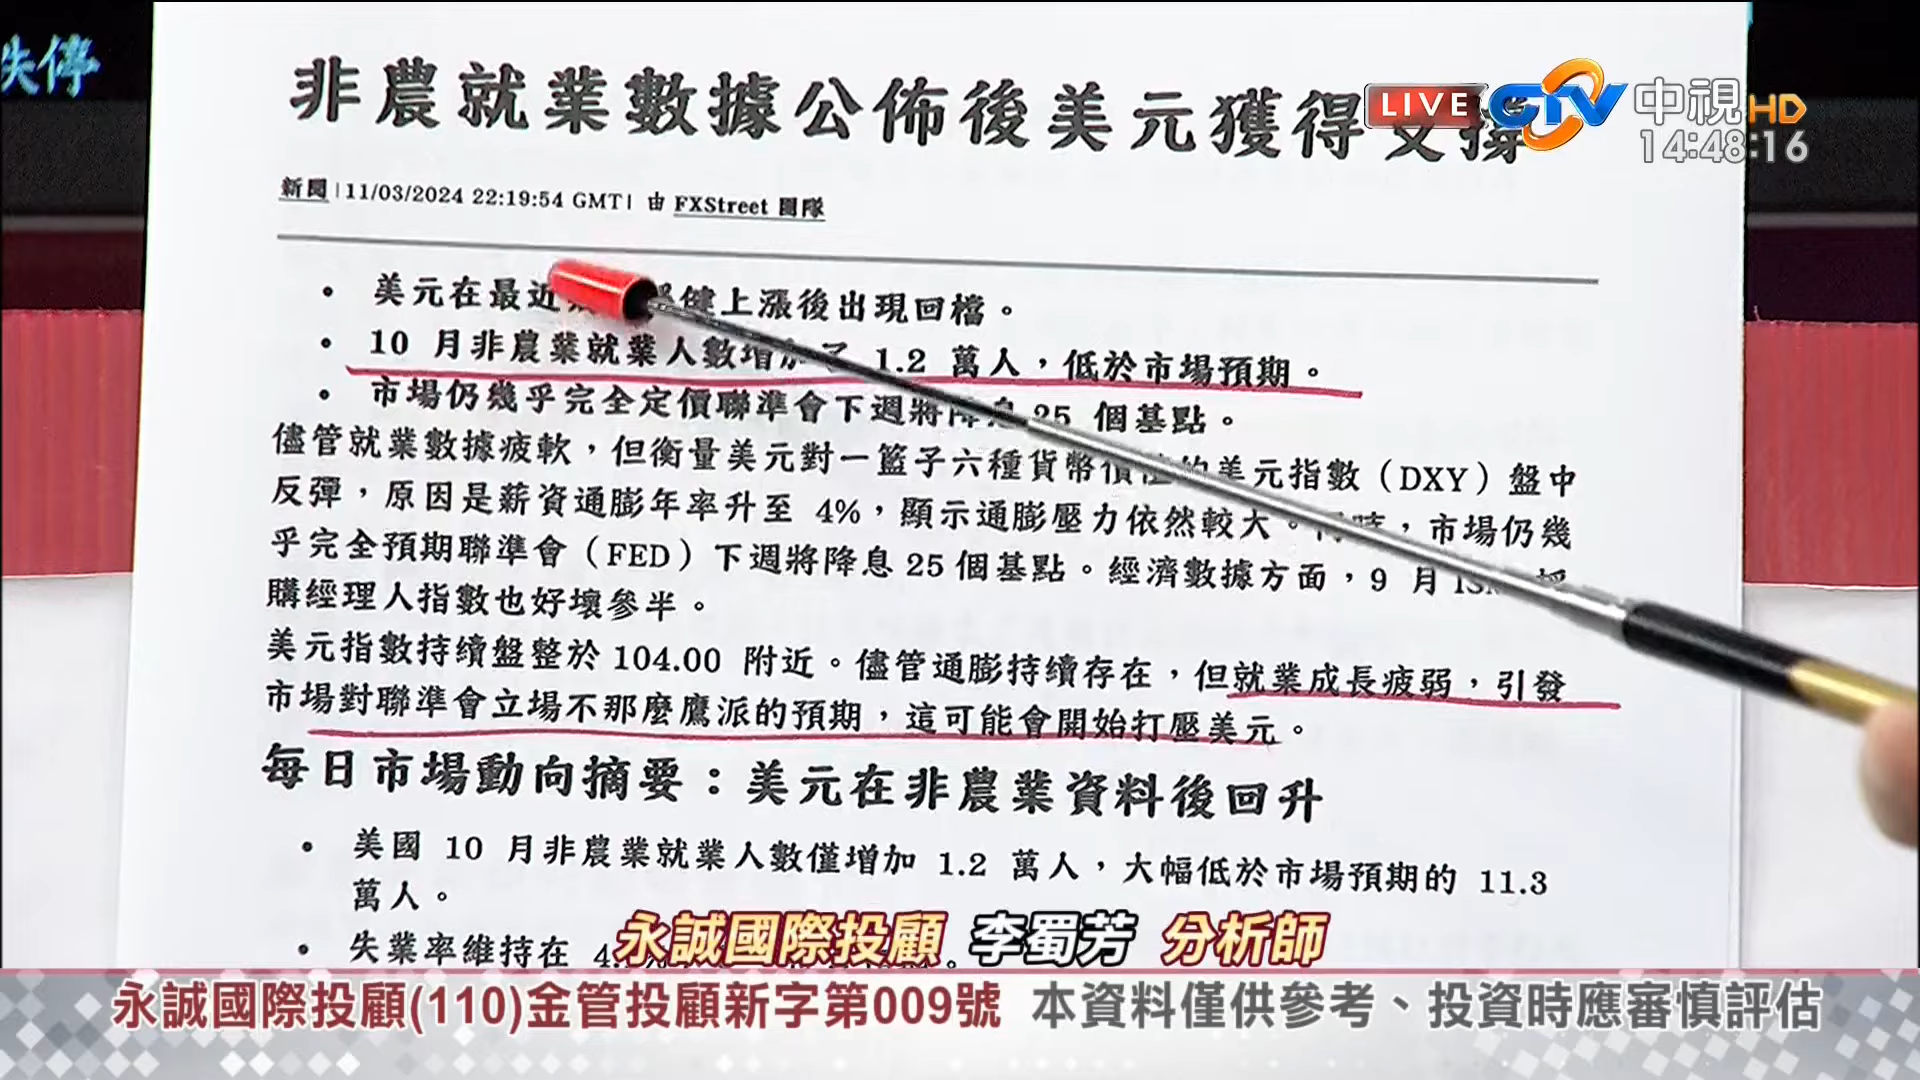 失停
非農就業數據公佈後美元獲得支撐
LIVE CTV 中視HD
14:48:16
新聞 | 11/03/2024 22:19:54 GMT | 由 FXStreet 團隊
• 美元在最近 健上漲後出現回檔。
• 10 月非農業就業人數增加了 1.2 萬人，低於市場預期。
• 市場仍幾乎完全定價聯準會下週將降息 25 個基點。
儘管就業數據疲軟，但衡量美元對一籃子六種貨幣價值的美元指數（DXY）盤中
反彈，原因是薪資通膨年率升至 4%，顯示通膨壓力依然較大。同時，市場仍幾
乎完全預期聯準會（FED）下週將降息25個基點。經濟數據方面，9 月 ISM 採
購經理人指數也好壞參半。
美元指數持續盤整於104.00 附近。儘管通膨持續存在，但就業成長疲弱，引發
市場對聯準會立場不那麼鷹派的預期，這可能會開始打壓美元。
每日市場動向摘要：美元在非農業資料後回升
• 美國 10 月非農業就業人數僅增加 1.2 萬人，大幅低於市場預期的 11.3
萬人。
• 失業率維持在
永誠國際投顧 李蜀芳 分析師
永誠國際投顧(110)金管投顧新字第009號 本資料僅供參考、投資時應審慎評估